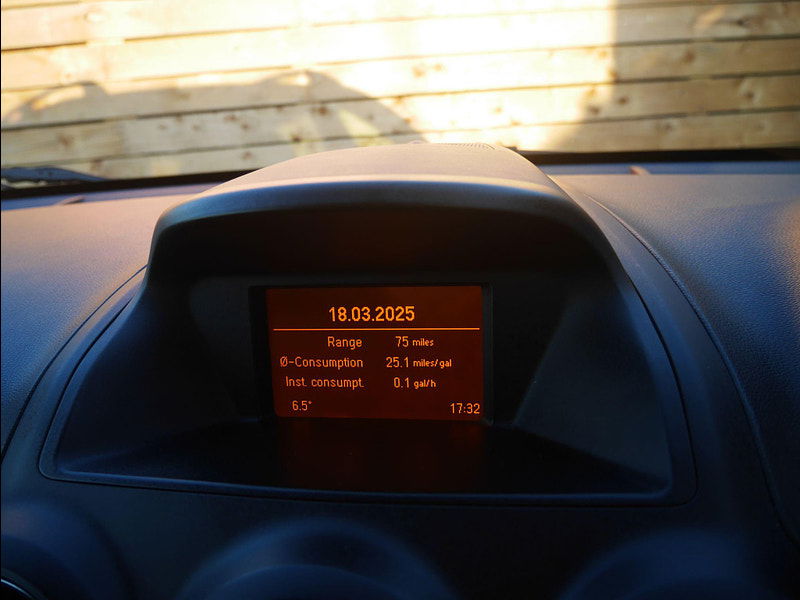 18.03.2025
Range 75 miles
Ø-Consumption 25.1 miles/gal
Inst. consumpt. 0.1 gal/h
6.5° 17:32